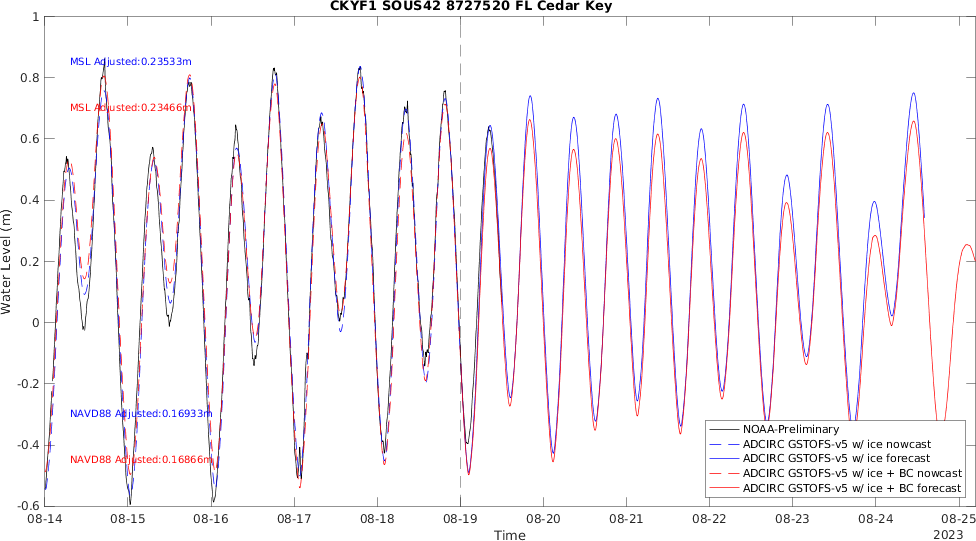 CKYF1 SOUS42 8727520 FL Cedar Key
Water Level (m)
1
0.8
0.6
0.4
0.2
0
-0.2
-0.4
-0.6
MSL Adjusted:0.23533m
MSL Adjusted:0.23466m
NAVD88 Adjusted:0.16933m
NAVD88 Adjusted:0.16866m
NOAA-Preliminary
ADCIRC GSTOFS-v5 w/ ice nowcast
ADCIRC GSTOFS-v5 w/ ice forecast
ADCIRC GSTOFS-v5 w/ ice + BC nowcast
ADCIRC GSTOFS-v5 w/ ice + BC forecast
08-14 08-15 08-16 08-17 08-18 08-19 08-20 08-21 08-22 08-23 08-24 08-25
Time
2023